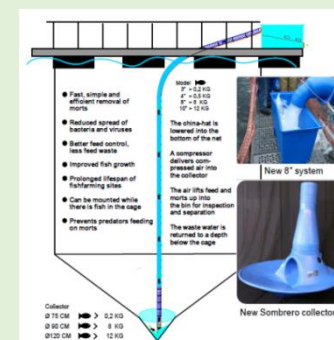 Fast, simple and
efficient removal of
morts
Reduced spread of
bacteria and viruses
Better feed control,
less feed waste
Improved fish growth
Prolonged lifespan of
fishfarming sites
Can be mounted while
there is fish in the cage
Prevents predators feeding
on morts
Model
3" = 0,2 KG
4" = 0,5 KG
8" = 8 KG
10" = 12 KG
The china-hat is
lowered into the
bottom of the net
A compressor
delivers com-
pressed air into
the collector
The air lifts feed and
morts up into
the bin for inspection
and separation
The waste water is
returned to a depth
below the cage
New 8" system
New Sombrero collector
Collector
Ø 75 CM > 0,2 KG
Ø 90 CM > 8 KG
Ø120 CM > 12 KG